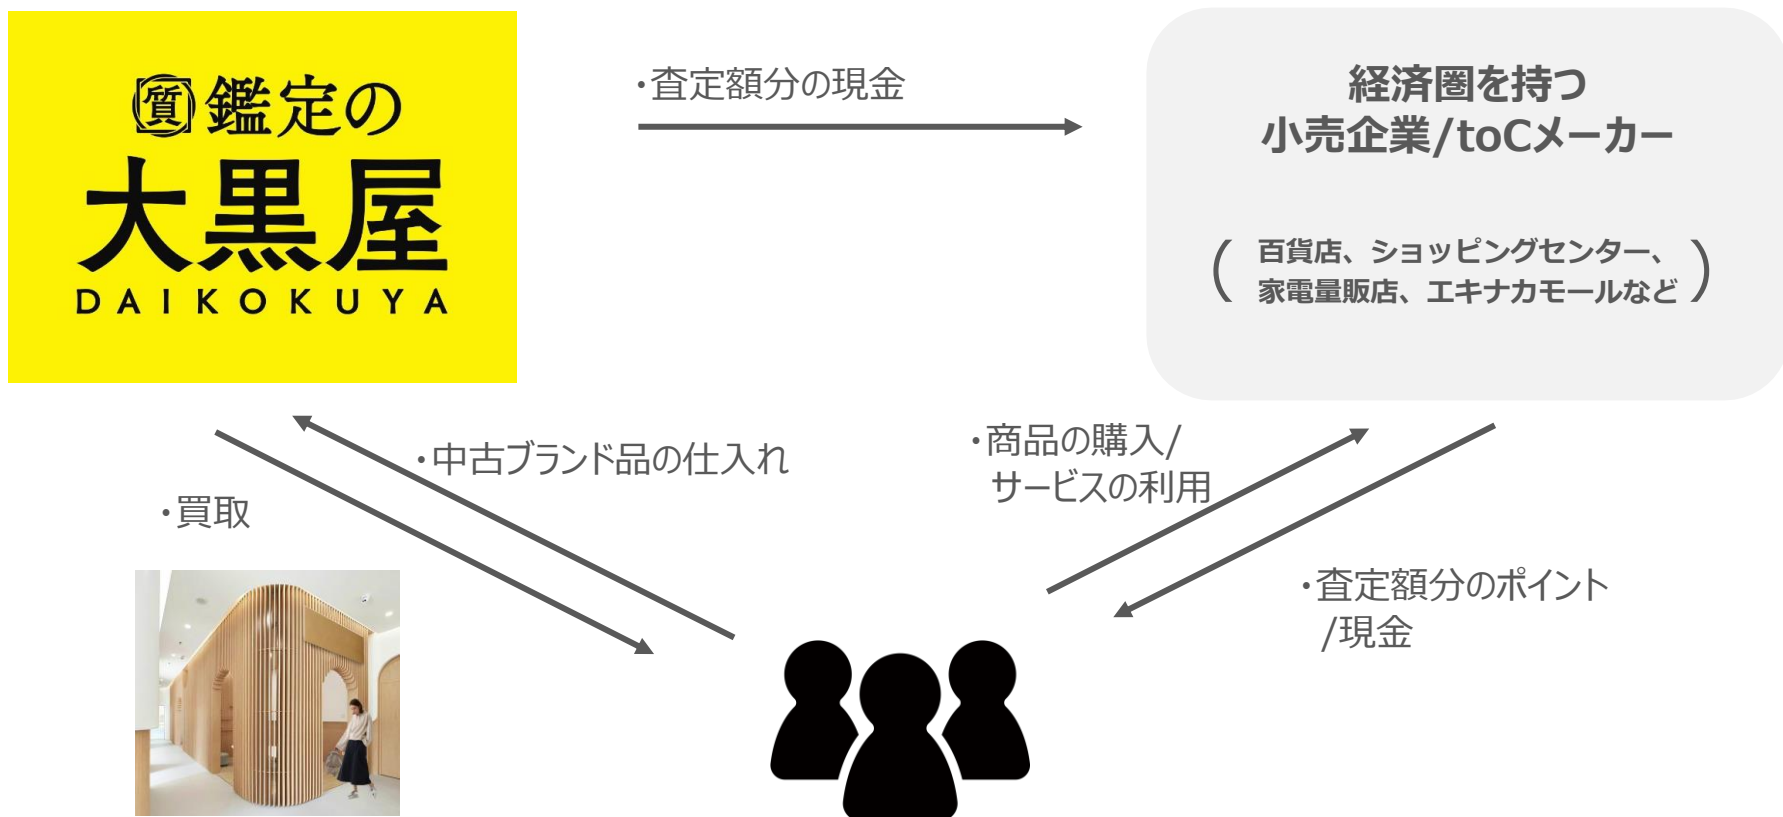 質 鑑定の
大黒屋
DAIKOKUYA
・査定額分の現金
経済圏を持つ
小売企業/toCメーカー
( 百貨店、ショッピングセンター、
家電量販店、エキナカモールなど )
・中古ブランド品の仕入れ
・買取
・商品の購入/
サービスの利用
・査定額分のポイント
/現金